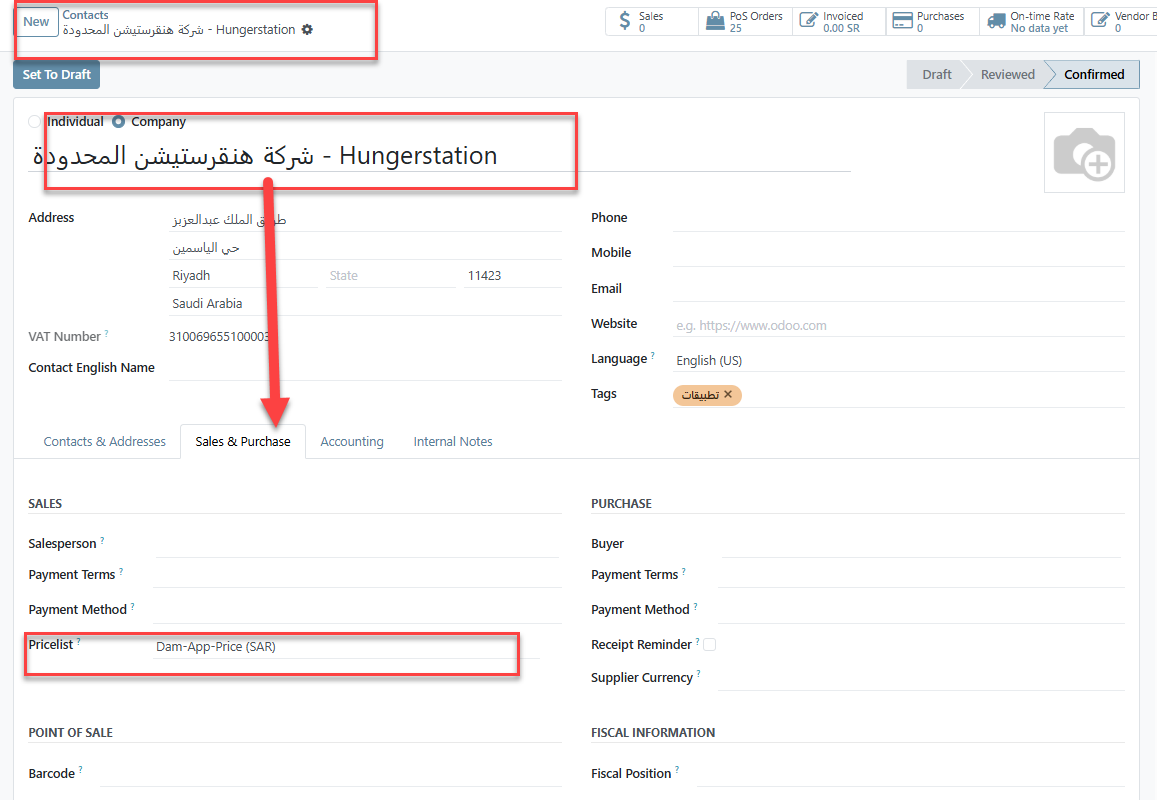 New
Contacts
شركة هنقرستيشن المحدودة - Hungerstation
Sales
0
PoS Orders
25
Invoiced
0.00 SR
Purchases
0
On-time Rate
No data yet
Vendor B
0
Set To Draft
Draft
Reviewed
Confirmed
Individual
Company
شركة هنقرستيشن المحدودة - Hungerstation
Address
طريق الملك عبدالعزيز
حي الياسمين
Riyadh
State
11423
Saudi Arabia
VAT Number ?
310069655100003
Contact English Name
Phone
Mobile
Email
Website
e.g. https://www.odoo.com
Language ?
English (US)
Tags
تطبيقات ×
Contacts & Addresses
Sales & Purchase
Accounting
Internal Notes
SALES
Salesperson ?
Payment Terms ?
Payment Method ?
Pricelist ?
Dam-App-Price (SAR)
PURCHASE
Buyer
Payment Terms ?
Payment Method ?
Receipt Reminder ?
Supplier Currency ?
POINT OF SALE
Barcode ?
FISCAL INFORMATION
Fiscal Position ?